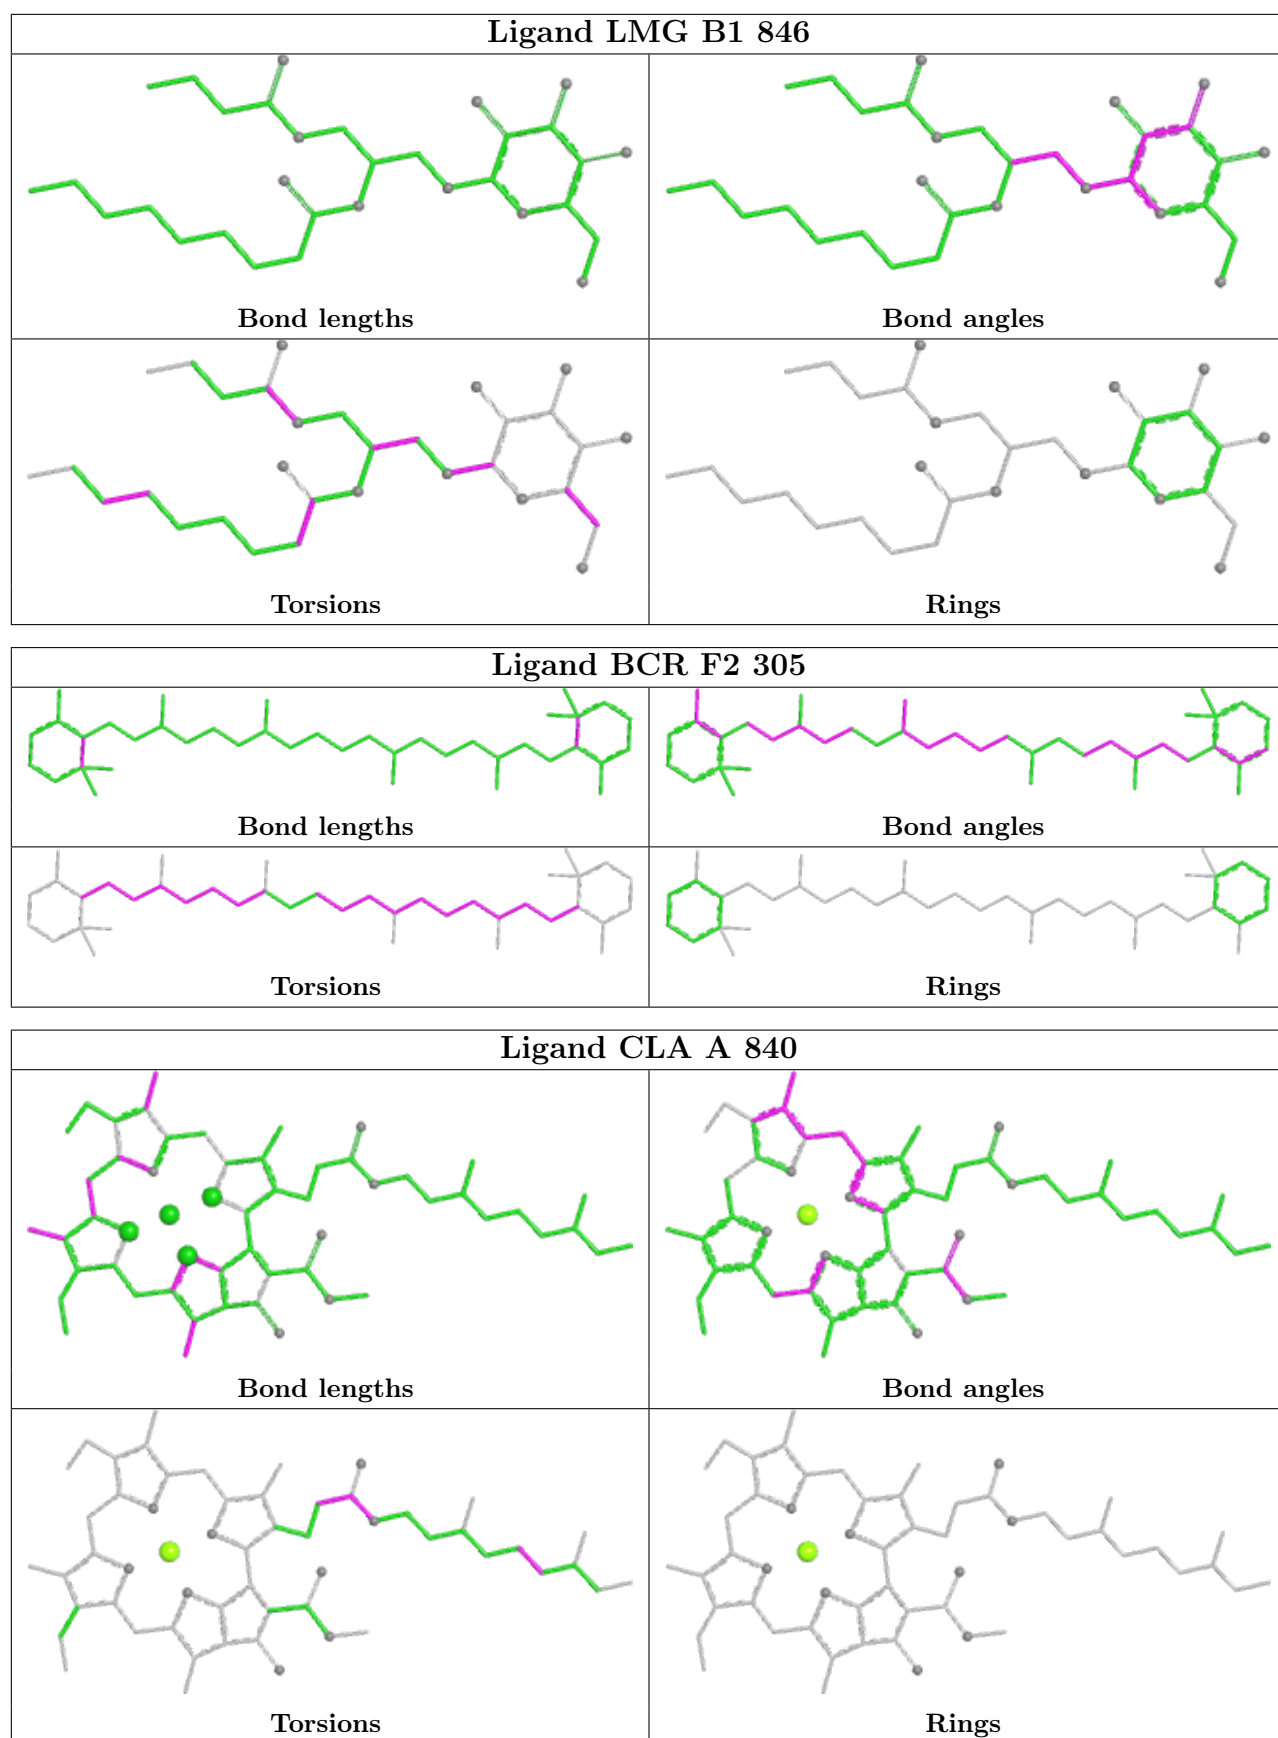 Ligand LMG B1 846
Bond lengths
Bond angles
Torsions
Rings
Ligand BCR F2 305
Bond lengths
Bond angles
Torsions
Rings
Ligand CLA A 840
Bond lengths
Bond angles
Torsions
Rings